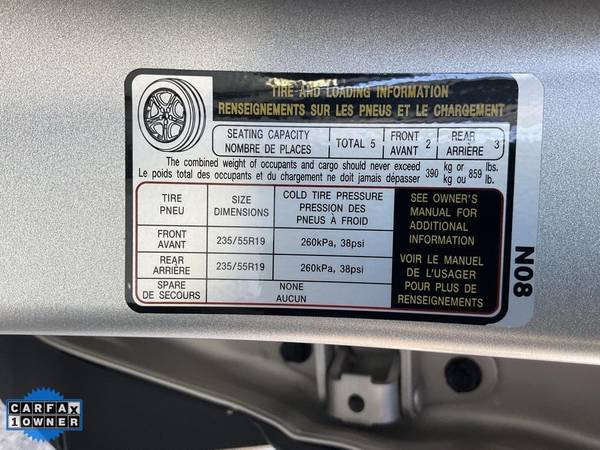 TIRE AND LOADING INFORMATION
RENSEIGNEMENTS SUR LES PNEUS ET LE CHARGEMENT
SEATING CAPACITY
NOMBRE DE PLACES
TOTAL 5
FRONT
AVANT 2
REAR
ARRIÈRE 3
The combined weight of occupants and cargo should never exceed 390 kg or 859 lbs.
Le poids total des occupants et du chargement ne doit jamais dépasser kg ou lb.
TIRE
PNEU
SIZE
DIMENSIONS
COLD TIRE PRESSURE
PRESSION DES
PNEUS À FROID
FRONT
AVANT
235/55R19
260kPa, 38psi
REAR
ARRIÈRE
235/55R19
260kPa, 38psi
SPARE
DE SECOURS
NONE
AUCUN
SEE OWNER'S
MANUAL FOR
ADDITIONAL
INFORMATION
VOIR LE MANUEL
DE L'USAGER
POUR PLUS DE
RENSEIGNEMENTS
N08
CARFAX
1 OWNER